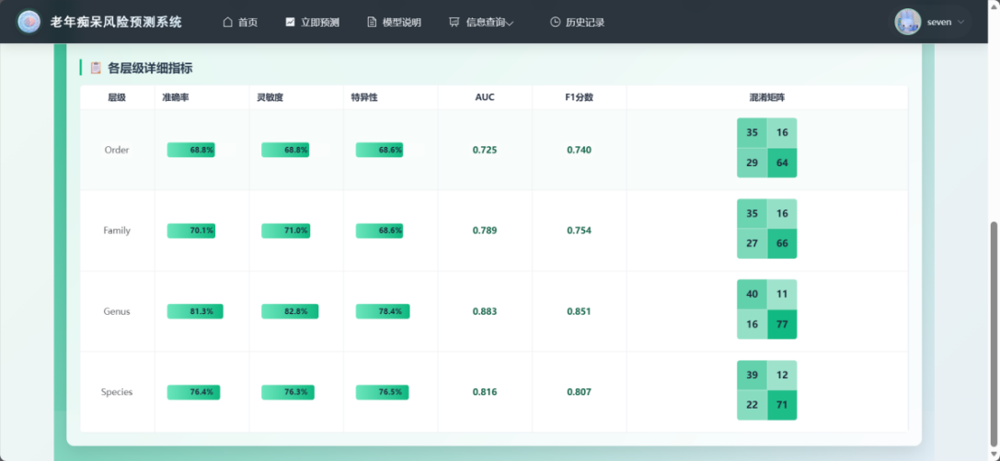 老年痴呆风险预测系统 首页 立即预测 模型说明 信息查询 历史记录 seven
各层级详细指标
层级 准确率 灵敏度 特异性 AUC F1分数 混淆矩阵
35 16
Order 68.8% 68.8% 68.6% 0.725 0.740
29 64
35 16
Family 70.1% 71.0% 68.6% 0.789 0.754
27 66
40 11
Genus 81.3% 82.8% 78.4% 0.883 0.851
16 77
39 12
Species 76.4% 76.3% 76.5% 0.816 0.807
22 71